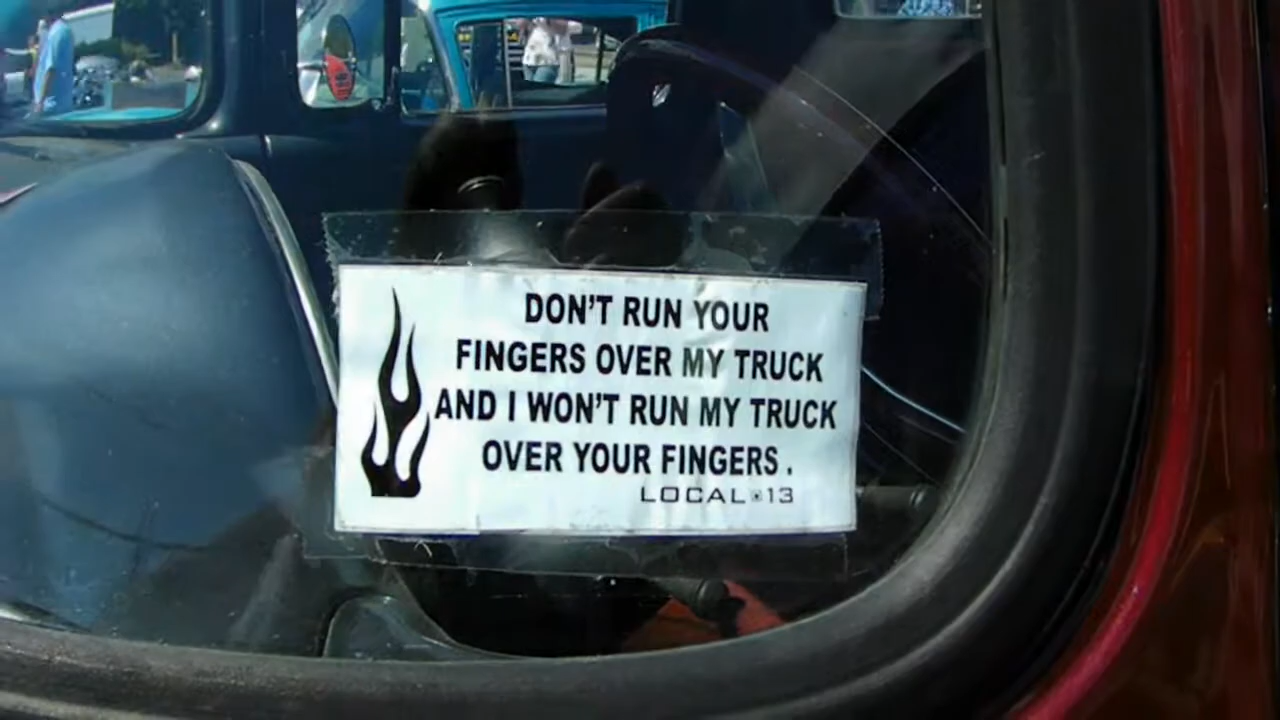 DON'T RUN YOUR
FINGERS OVER MY TRUCK
AND I WON'T RUN MY TRUCK
OVER YOUR FINGERS.
LOCAL 13